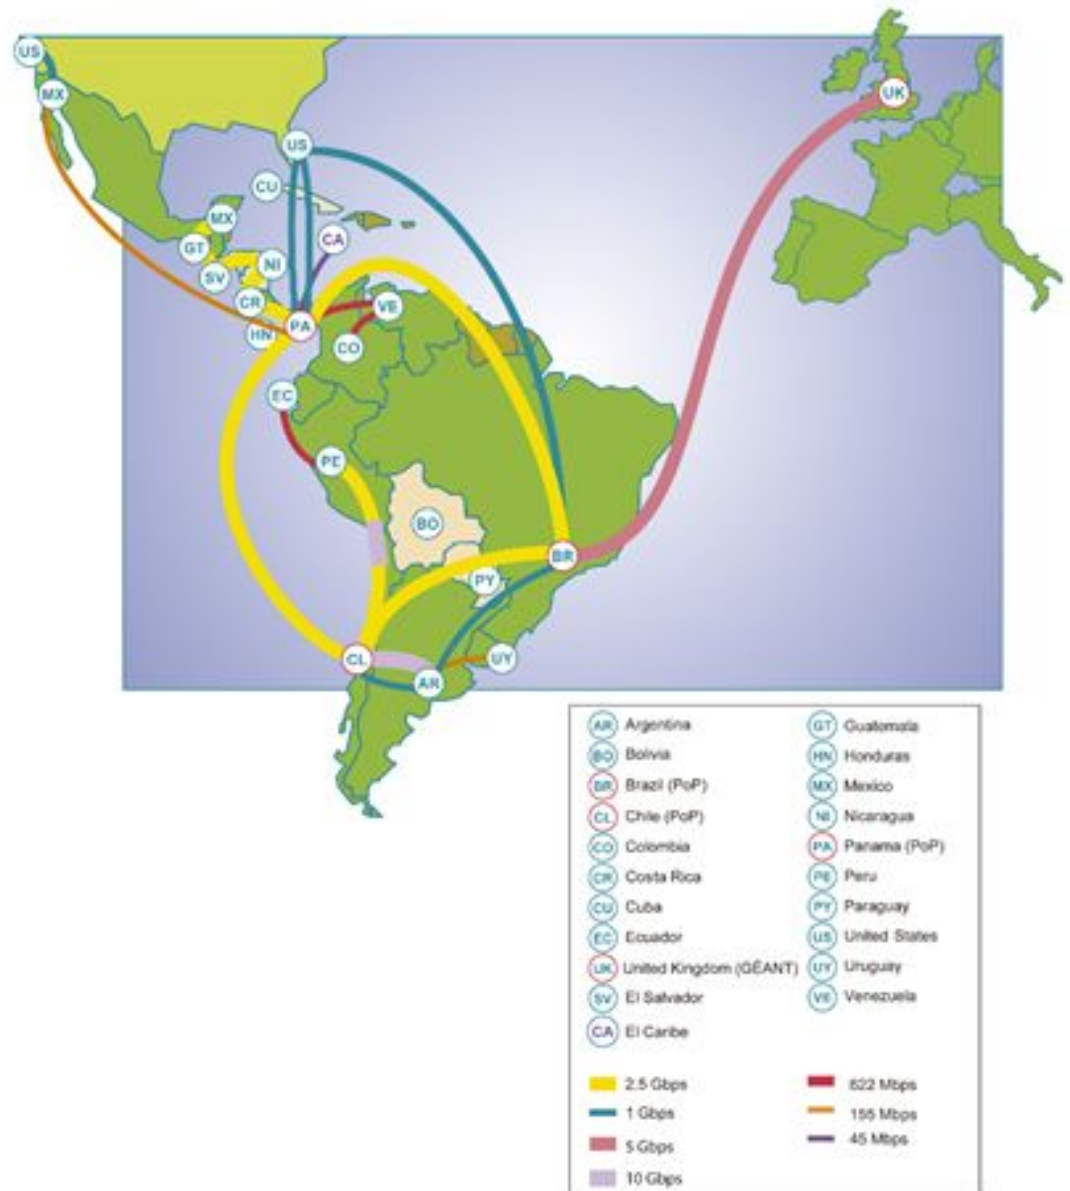 US
MX
US
UK
CU
MX
CA
GT
NI
SV
CR
VE
PA
HN
CO
EC
PE
BO
BR
PY
CL
UY
AR
AR Argentina
BO Bolivia
BR Brazil (PoP)
CL Chile (PoP)
CO Colombia
CR Costa Rica
CU Cuba
EC Ecuador
UK United Kingdom (GÉANT)
SV El Salvador
CA El Caribe
GT Guatemala
HN Honduras
MX Mexico
NI Nicaragua
PA Panama (PoP)
PE Peru
PY Paraguay
US United States
UY Uruguay
VE Venezuela
2.5 Gbps
1 Gbps
5 Gbps
10 Gbps
622 Mbps
155 Mbps
45 Mbps